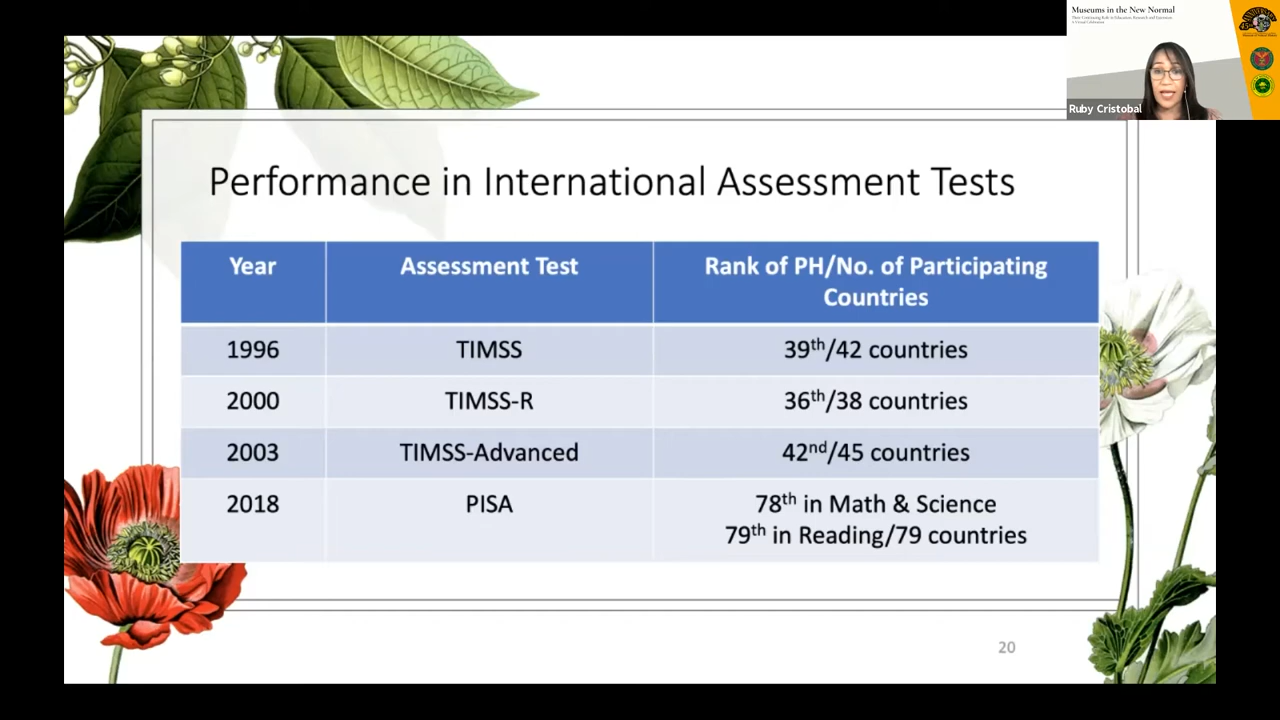 Museums in the New Normal
Their Continuing Role in Education, Research and Extension
A Virtual Celebration
Ruby Cristobal
Performance in International Assessment Tests
Year Assessment Test Rank of PH/No. of Participating
Countries
1996 TIMSS 39th/42 countries
2000 TIMSS-R 36th/38 countries
2003 TIMSS-Advanced 42nd/45 countries
2018 PISA 78th in Math & Science
79th in Reading/79 countries
20